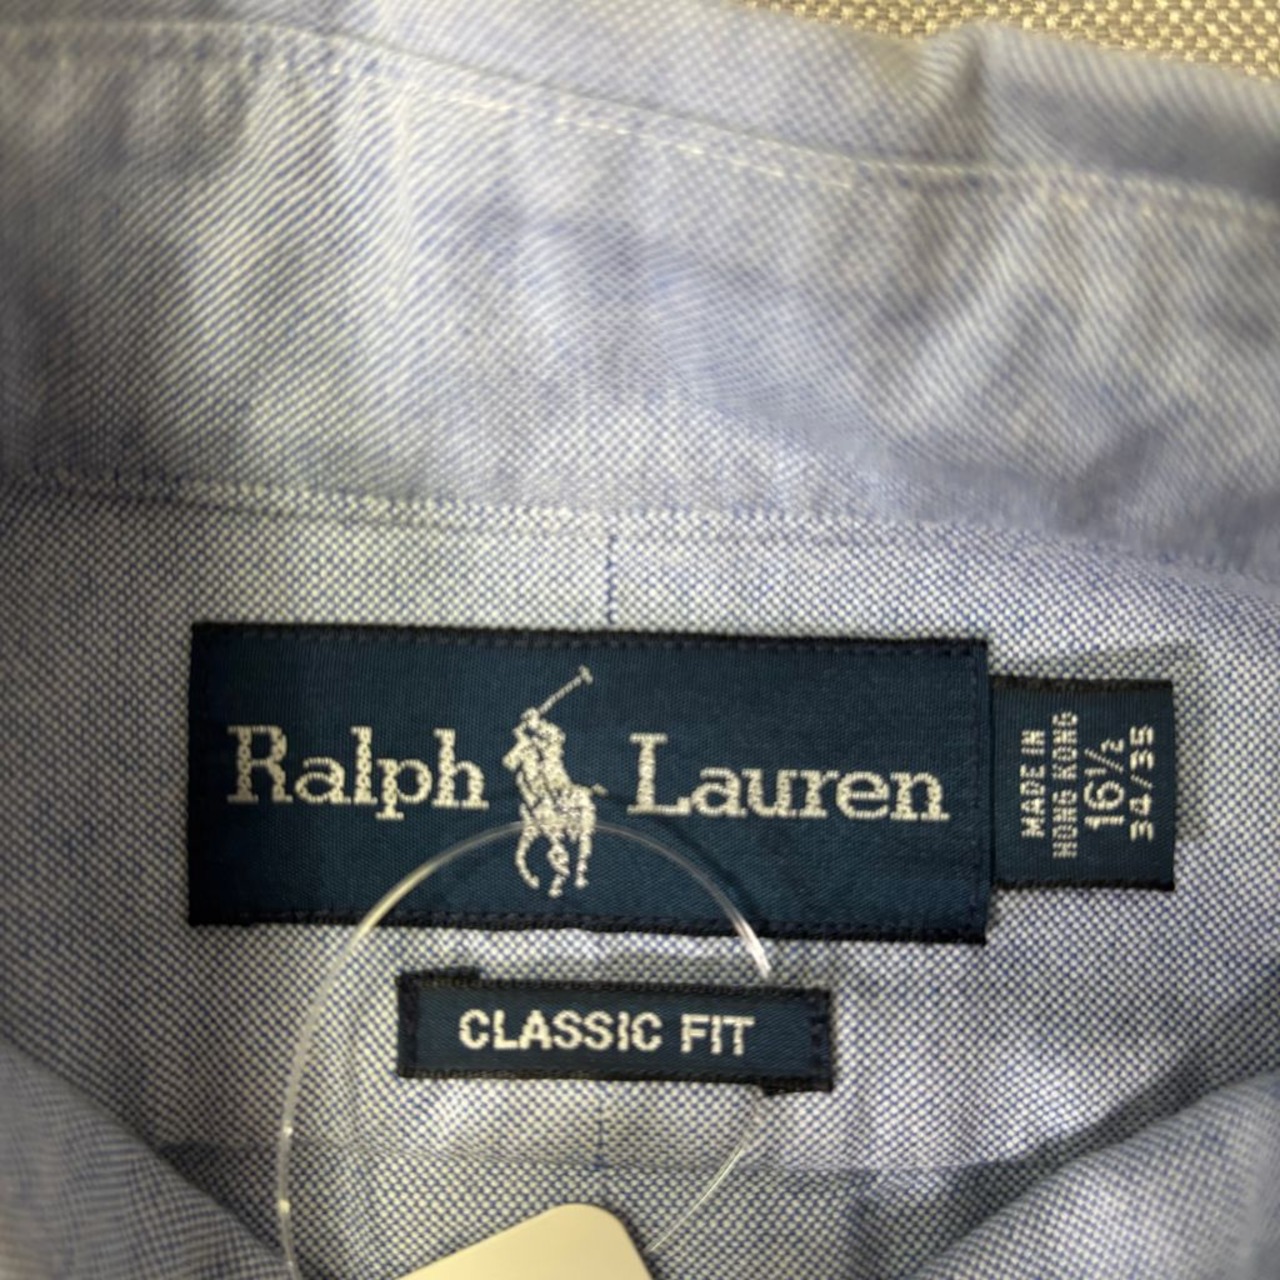 Ralph Lauren
MADE IN
HONG KONG
16½
34/35
CLASSIC FIT